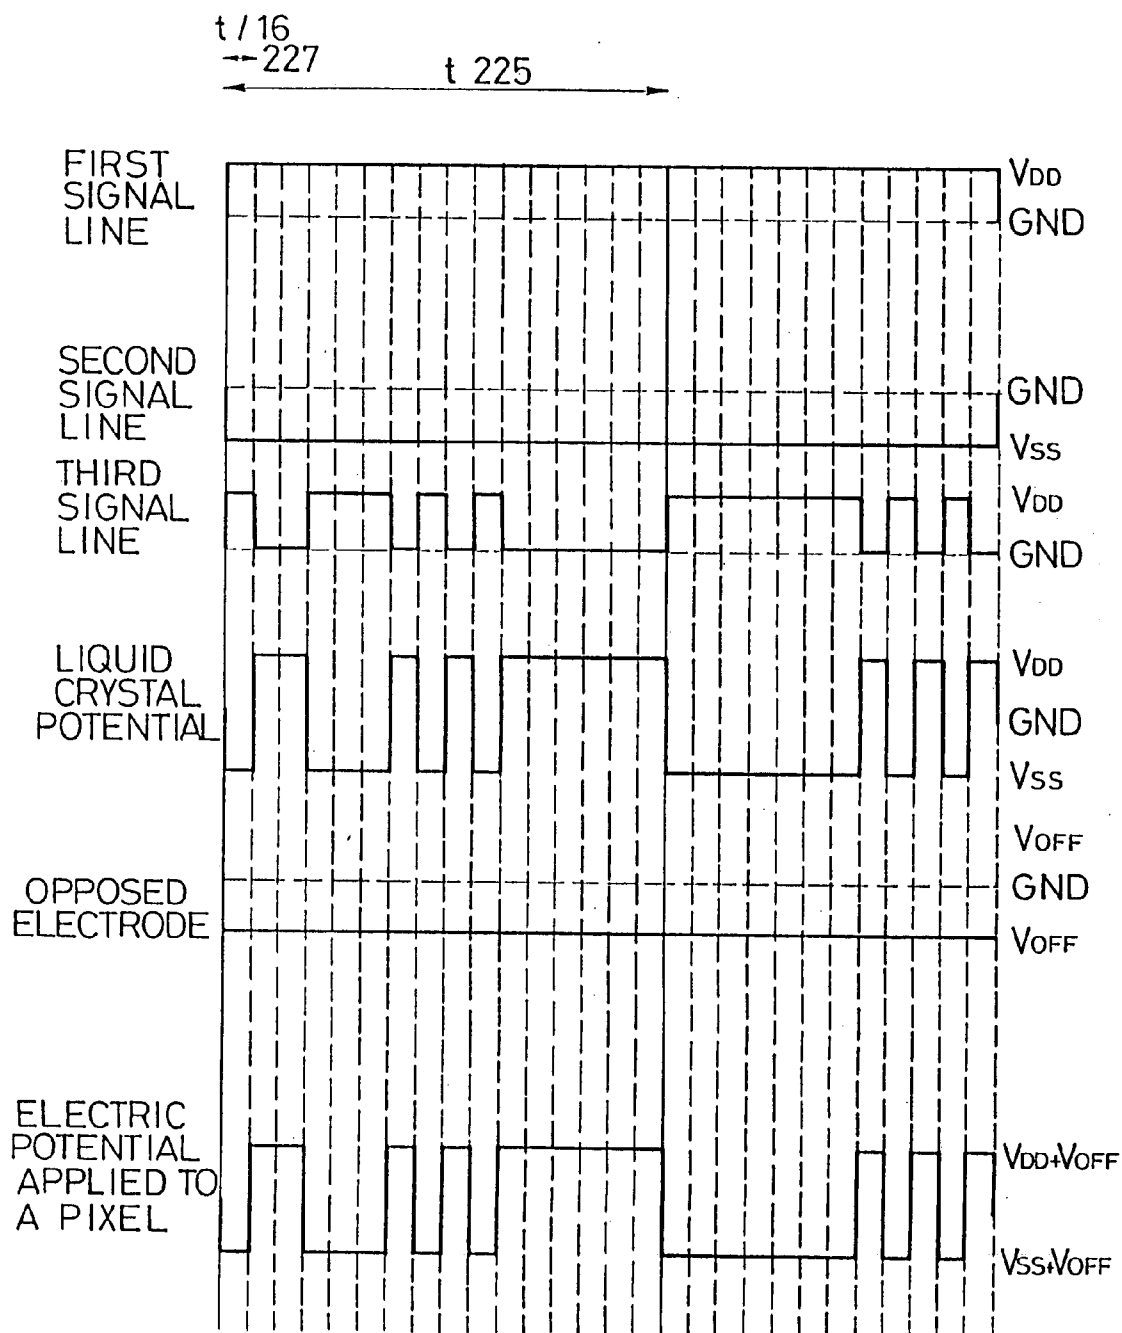 t / 16
227
t 225
FIRST
SIGNAL
LINE
VDD
GND
SECOND
SIGNAL
LINE
GND
VSS
THIRD
SIGNAL
LINE
VDD
GND
LIQUID
CRYSTAL
POTENTIAL
VDD
GND
VSS
VOFF
OPPOSED
ELECTRODE
GND
VOFF
ELECTRIC
POTENTIAL
APPLIED TO
A PIXEL
VDD+VOFF
VSS+VOFF